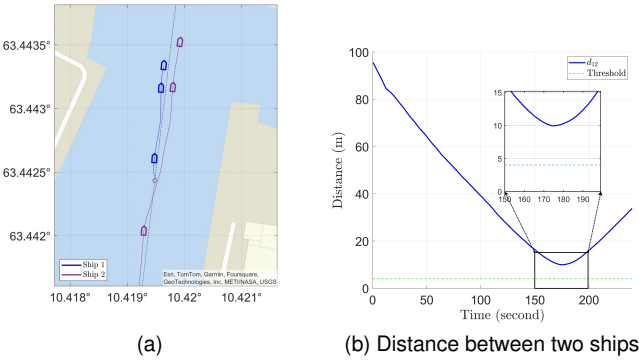 63.4435°
63.443°
63.4425°
63.442°
Ship 1
Ship 2
Esri, TomTom, Garmin, Foursquare,
GeoTechnologies, Inc, METI/NASA, USGS
10.418° 10.419° 10.42° 10.421°
(a)
100
80
60
40
20
0
Distance (m)
d12
Threshold
15
10
5
0
150 160 170 180 190
0 50 100 150 200
Time (second)
(b) Distance between two ships